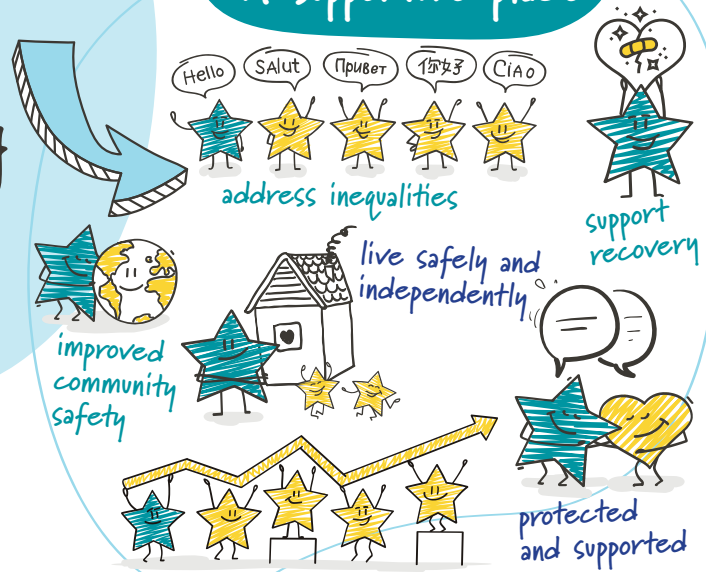 Hello
SAlut
Привет
你好
CiAo
address inequalities
support
recovery
live safely and
independently
improved
community
safety
protected
and supported